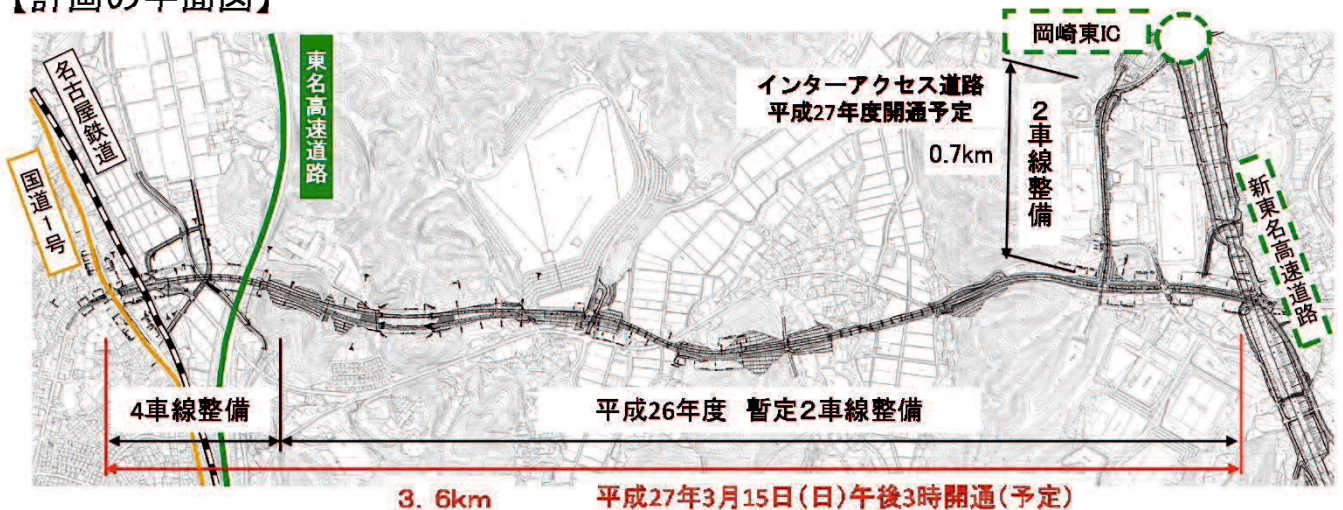 【計画の平面図】
岡崎東IC
名古屋鉄道
東名高速道路
インターアクセス道路
平成27年度開通予定
0.7km
2車線整備
国道1号
新東名高速道路
4車線整備
平成26年度 暫定2車線整備
3.6km
平成27年3月15日(日)午後3時開通(予定)